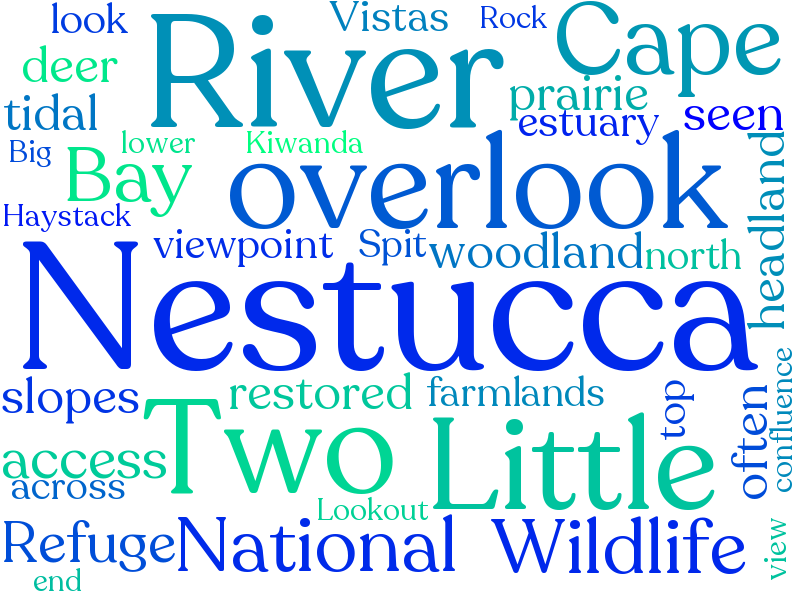 look
Vistas
Rock
Cape
River
deer
prairie
tidal
estuary
seen
Big
lower
Kiwanda
Bay
overlook
headland
Haystack
viewpoint
Spit
woodland
north
Nestucca
slopes
restored
farmlands
top
often
confluence
Two
Little
access
across
Lookout
Refuge
National
Wildlife
view
end